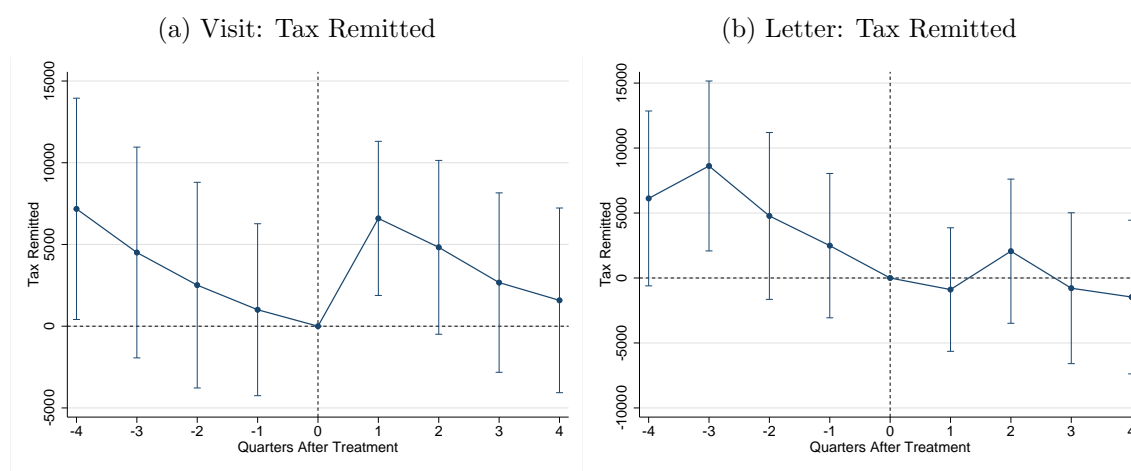 (a) Visit: Tax Remitted
15000
10000
5000
0
-5000
Tax Remitted
-4 -3 -2 -1 0 1 2 3 4
Quarters After Treatment
(b) Letter: Tax Remitted
15000
10000
5000
0
-5000
-10000
Tax Remitted
-4 -3 -2 -1 0 1 2 3 4
Quarters After Treatment